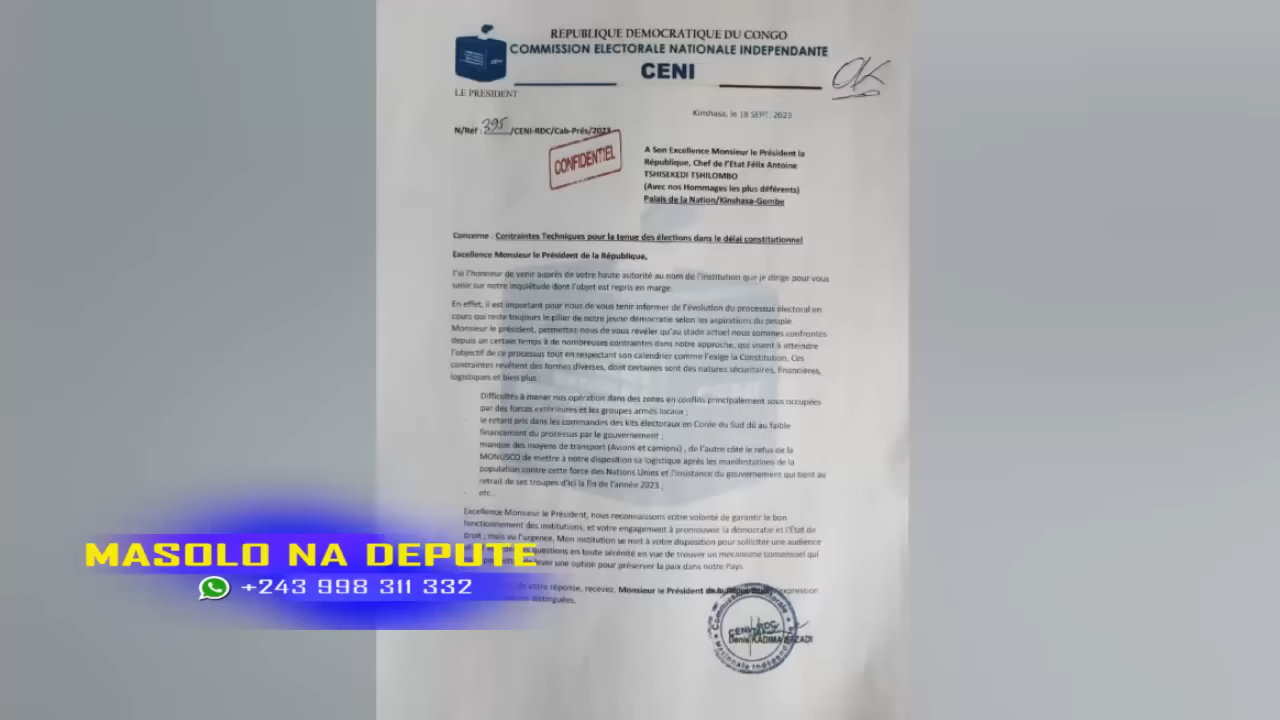 REPUBLIQUE DEMOCRATIQUE DU CONGO
COMMISSION ELECTORALE NATIONALE INDEPENDANTE
CENI
OK
LE PRESIDENT
Kinshasa, le 18 SEPT. 2023
N/Réf : 395 /CENI-RDC/Cab-Prés/2023
CONFIDENTIEL
A Son Excellence Monsieur le Président la
République, Chef de l'Etat Félix Antoine
TSHISEKEDI TSHILOMBO
(Avec nos Hommages les plus différents)
Palais de la Nation/Kinshasa-Gombe
Concerne : Contraintes Techniques pour la tenue des élections dans le délai constitutionnel
Excellence Monsieur le Président de la République,
J'ai l'honneur de venir auprès de votre haute autorité au nom de l'institution que je dirige pour vous
saisir sur notre inquiétude dont l'objet est repris en marge
En effet, il est important pour nous de vous tenir informer de l'évolution du processus électoral en
cours qui reste toujours le pilier de notre jeune démocratie selon les aspirations du peuple.
Monsieur le président, permettez-nous de vous révéler qu'au stade actuel nous sommes confrontés
depuis un certain temps à de nombreuses contraintes dans notre approche, qui visent à atteindre
l'objectif de ce processus tout en respectant son calendrier comme l'exige la Constitution. Ces
contraintes revêtent des formes diverses, dont certaines sont des natures sécuritaires, financières,
logistiques et bien plus :
Difficultés à mener nos opération dans des zones en conflits principalement sous occupées
par des forces extérieures et les groupes armés locaux ;
le retard pris dans les commandes des kits électoraux en Corée du Sud dû au faible
financement du processus par le gouvernement ;
manque des moyens de transport (Avions et camions) , de l'autre côté le refus de la
MONUSCO de mettre à notre disposition sa logistique après les manifestations de la
population contre cette force des Nations Unies et l'insistance du gouvernement qui tient au
retrait de ses troupes d'ici la fin de l'année 2023 ;
- etc..
Excellence Monsieur le Président, nous reconnaissons votre volonté de garantir le bon
fonctionnement des institutions, et votre engagement à promouvoir la démocratie et l'État de
Droit ; mais vu l'urgence, Mon institution se met à votre disposition pour solliciter une audience
questions en toute sérénité en vue de trouver un mécanisme consensuel qui
lever une option pour préserver la paix dans notre Pays.
de votre réponse, recevez, Monsieur le Président expression
distinguées.
MASOLO NA DEPUTE
+243 998 311 332
CENI-RDC
Denis KADIMA KAZADI
Nationale Indépendante